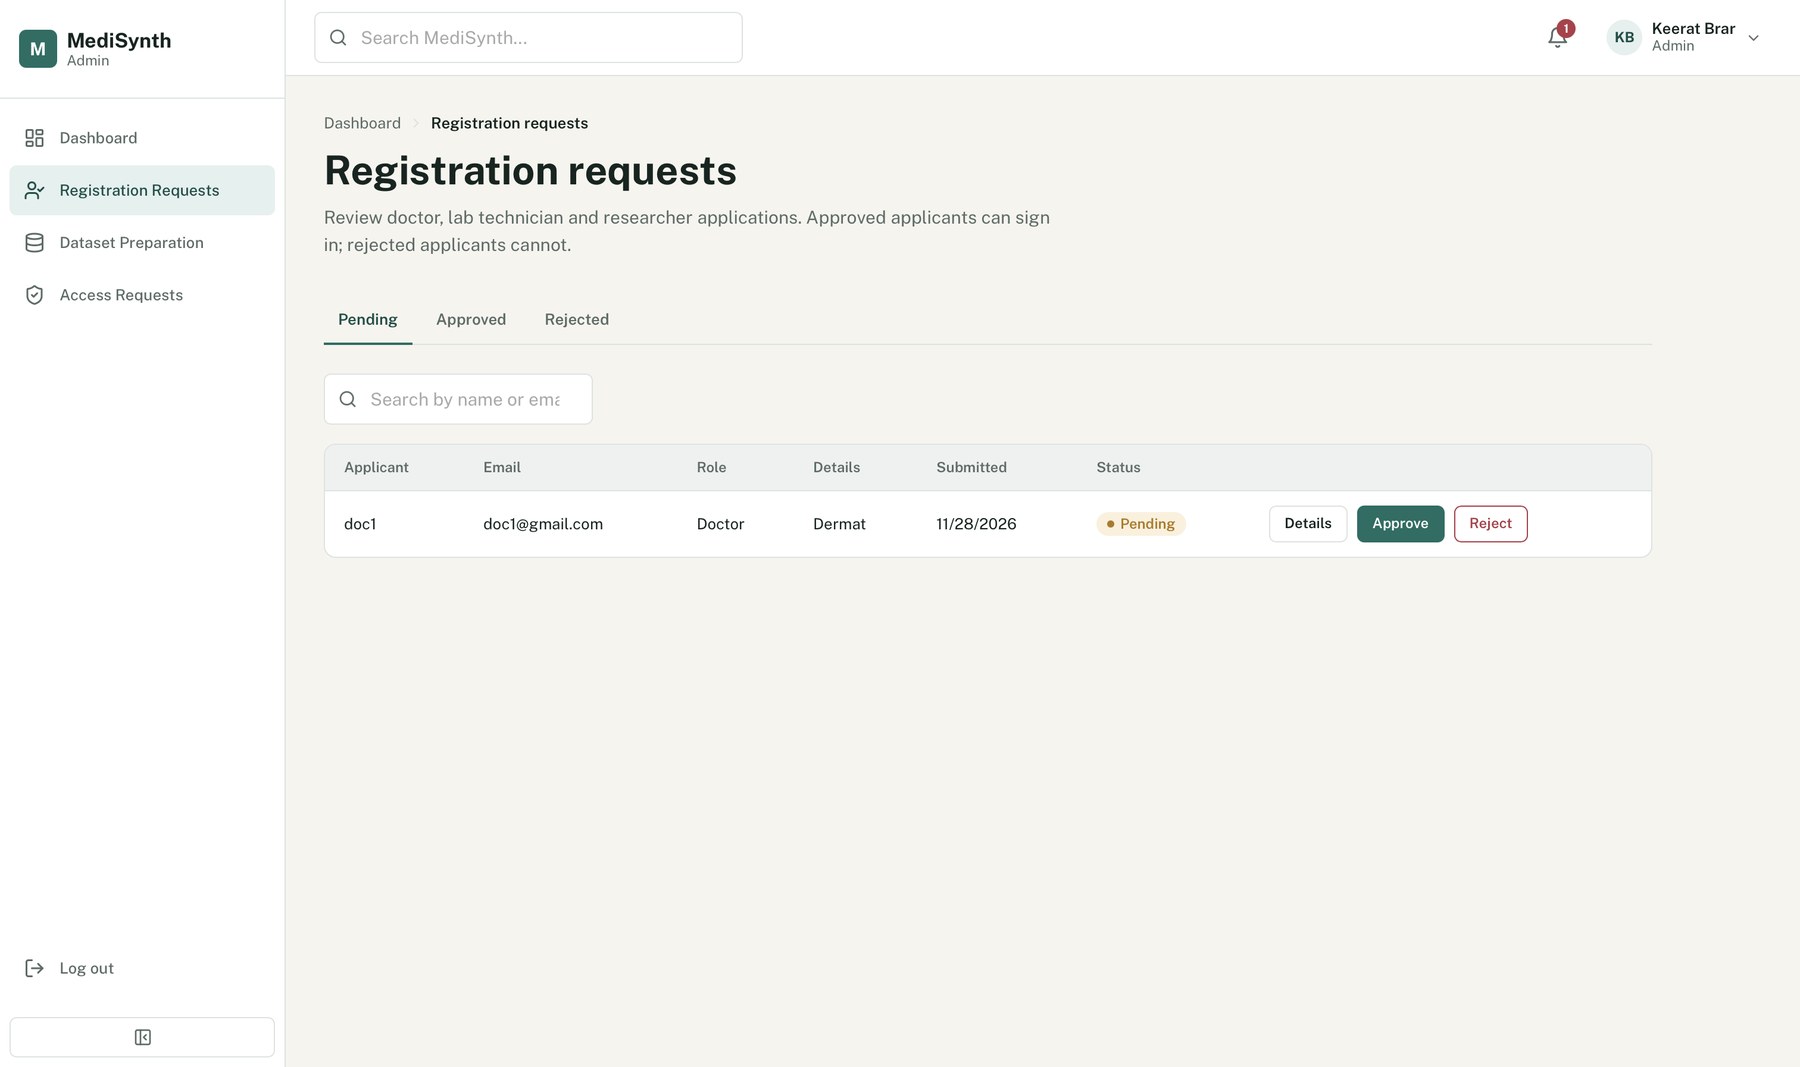 M
MediSynth
Admin
Search MediSynth...
1
KB
Keerat Brar
Admin
Dashboard
Registration Requests
Dataset Preparation
Access Requests
Log out
Dashboard
Registration requests
Registration requests
Review doctor, lab technician and researcher applications. Approved applicants can sign
in; rejected applicants cannot.
Pending Approved Rejected
Search by name or ema
Applicant Email Role Details Submitted Status
doc1 doc1@gmail.com Doctor Dermat 11/28/2026 Pending Details Approve Reject